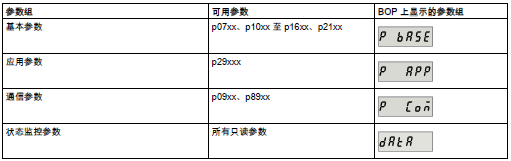 参数组 可用参数 BOP 上显示的参数组
基本参数 p07xx、p10xx 至 p16xx、p21xx P bASE
应用参数 p29xxx P APP
通信参数 p09xx、p89xx P Con
状态监控参数 所有只读参数 dAtA